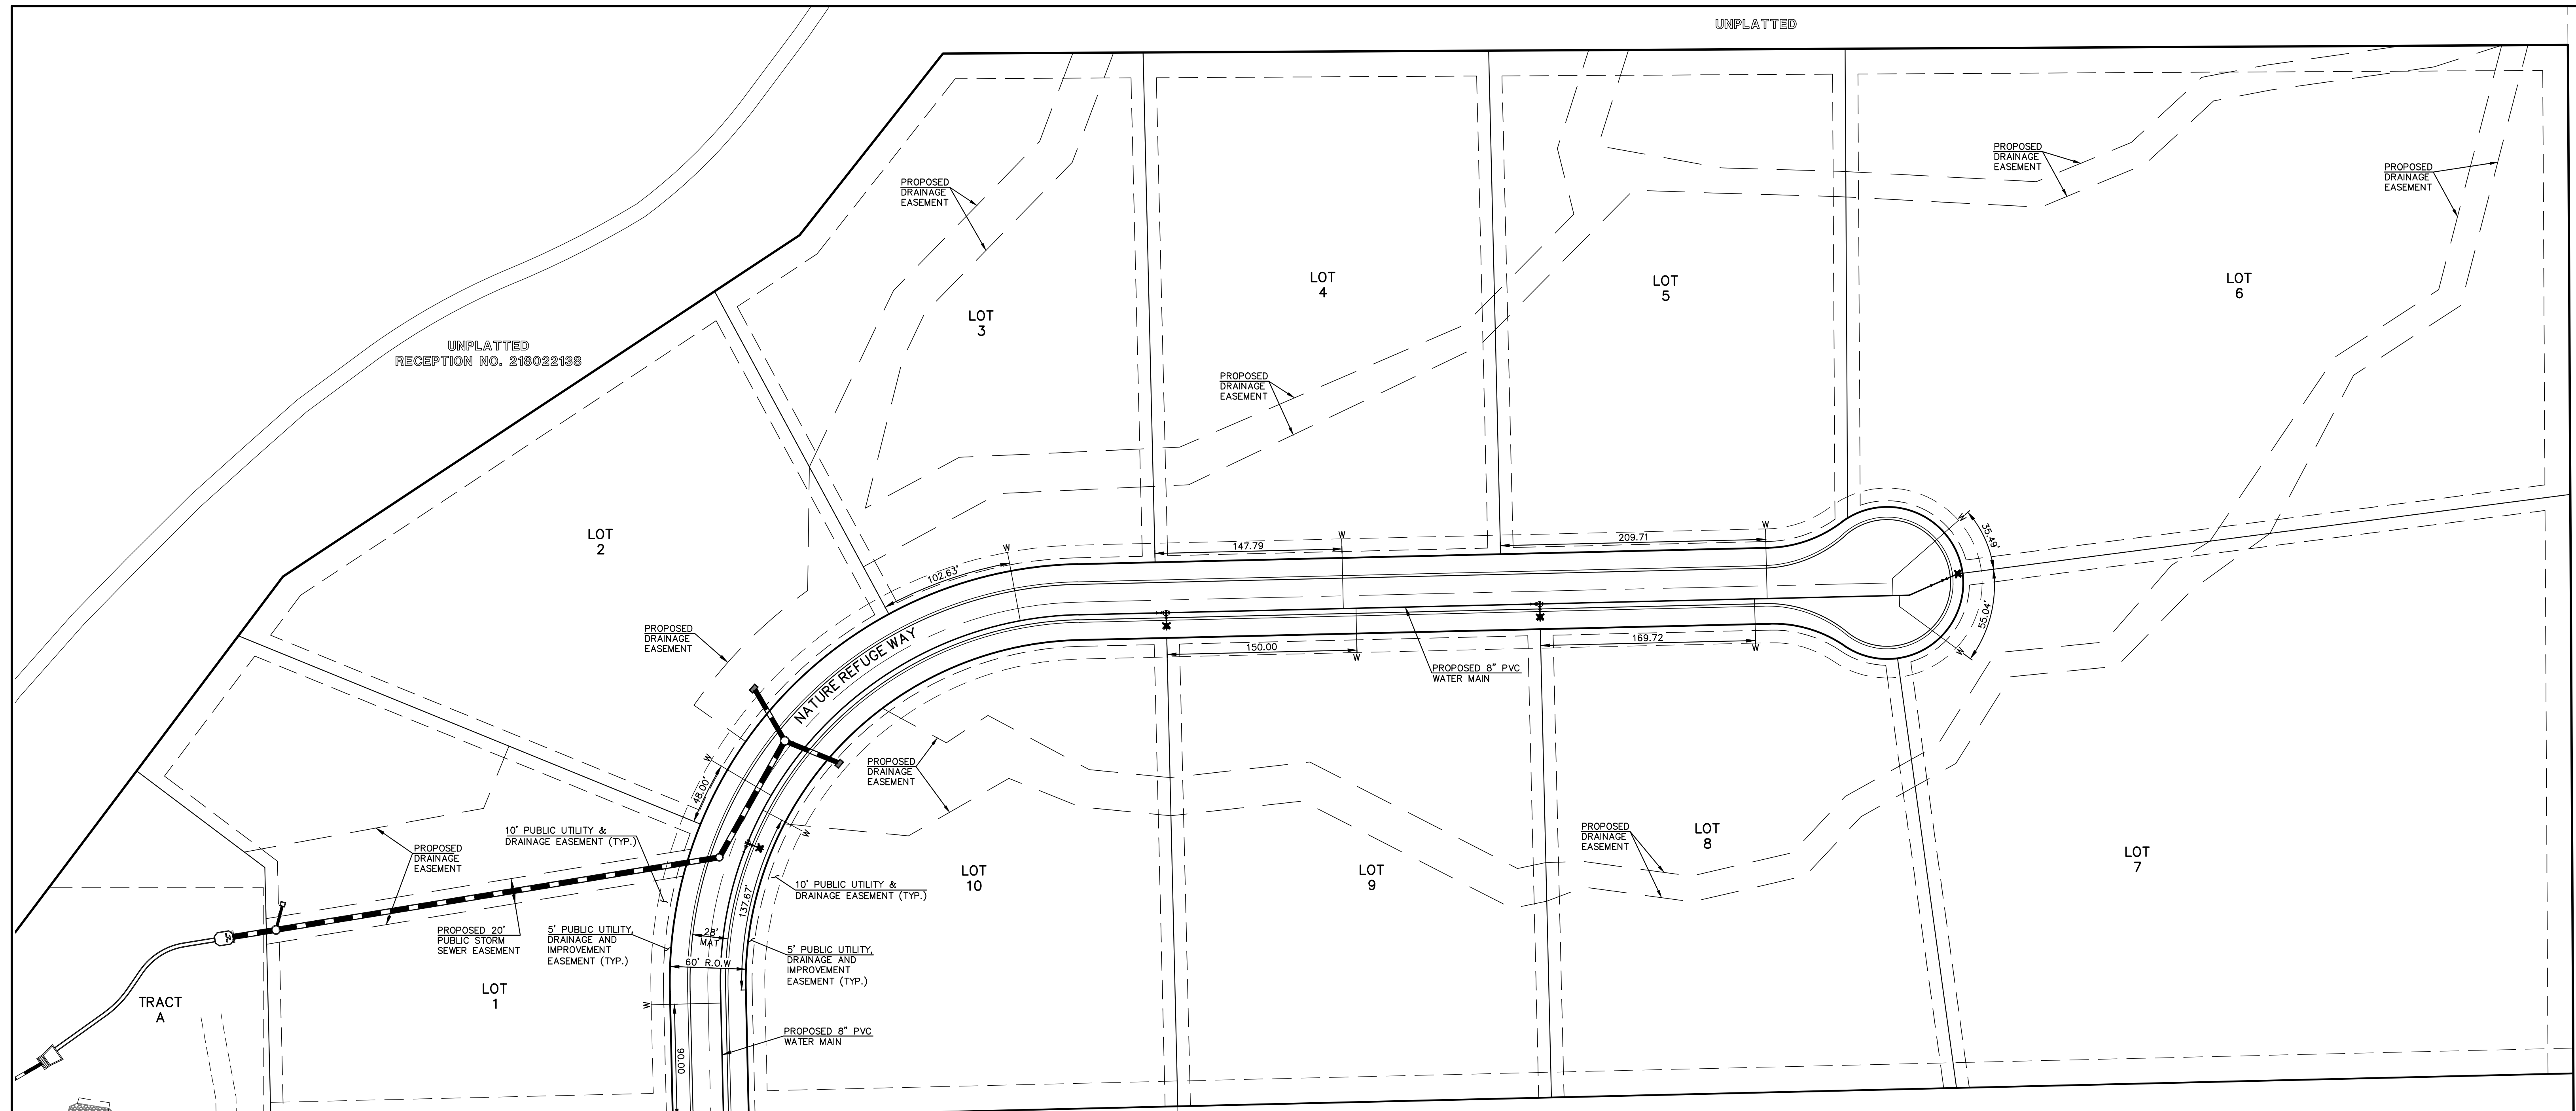 UNPLATTED
PROPOSED
DRAINAGE
EASEMENT
PROPOSED
DRAINAGE
EASEMENT
PROPOSED
DRAINAGE
EASEMENT
LOT
3
LOT
4
LOT
5
LOT
6
UNPLATTED
RECEPTION NO. 218022138
PROPOSED
DRAINAGE
EASEMENT
LOT
2
W
102.63'
147.79
W
209.71
W
W
35.49'
PROPOSED
DRAINAGE
EASEMENT
NATURE REFUGE WAY
150.00
W
PROPOSED 8" PVC
WATER MAIN
169.72
W
W
55.04'
W
48.00'
W
PROPOSED
DRAINAGE
EASEMENT
10' PUBLIC UTILITY &
DRAINAGE EASEMENT (TYP.)
PROPOSED
DRAINAGE
EASEMENT
LOT
10
LOT
9
PROPOSED
DRAINAGE
EASEMENT
LOT
8
LOT
7
10' PUBLIC UTILITY &
DRAINAGE EASEMENT (TYP.)
137.67'
PROPOSED 20'
PUBLIC STORM
SEWER EASEMENT
5' PUBLIC UTILITY,
DRAINAGE AND
IMPROVEMENT
EASEMENT (TYP.)
28'
MAT
60' R.O.W
5' PUBLIC UTILITY,
DRAINAGE AND
IMPROVEMENT
EASEMENT (TYP.)
TRACT
A
LOT
1
W
90.00
PROPOSED 8" PVC
WATER MAIN